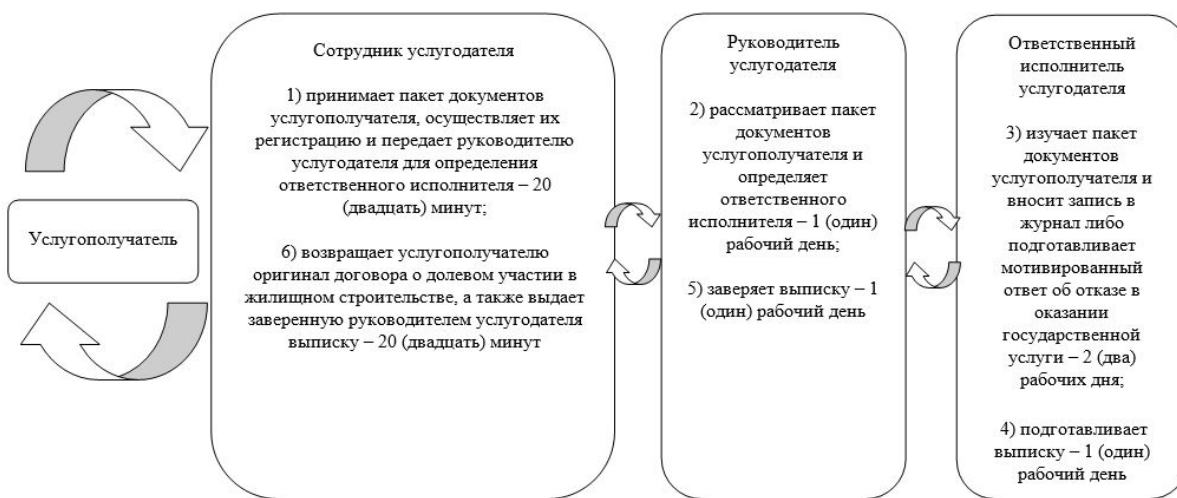 Услугополучатель
Сотрудник услугодателя
1) принимает пакет документов
услугополучателя, осуществляет их
регистрацию и передает руководителю
услугодателя для определения
ответственного исполнителя – 20
(двадцать) минут;
6) возвращает услугополучателю
оригинал договора о долевом участии в
жилищном строительстве, а также выдает
заверенную руководителем услугодателя
выписку – 20 (двадцать) минут
Руководитель
услугодателя
2) рассматривает пакет
документов
услугополучателя и
определяет
ответственного
исполнителя – 1 (один)
рабочий день;
5) заверяет выписку – 1
(один) рабочий день
Ответственный
исполнитель
услугодателя
3) изучает пакет
документов
услугополучателя и
вносит запись в
журнал либо
подготавливает
мотивированный
ответ об отказе в
оказании
государственной
услуги – 2 (два)
рабочих дня;
4) подготавливает
выписку – 1 (один)
рабочий день